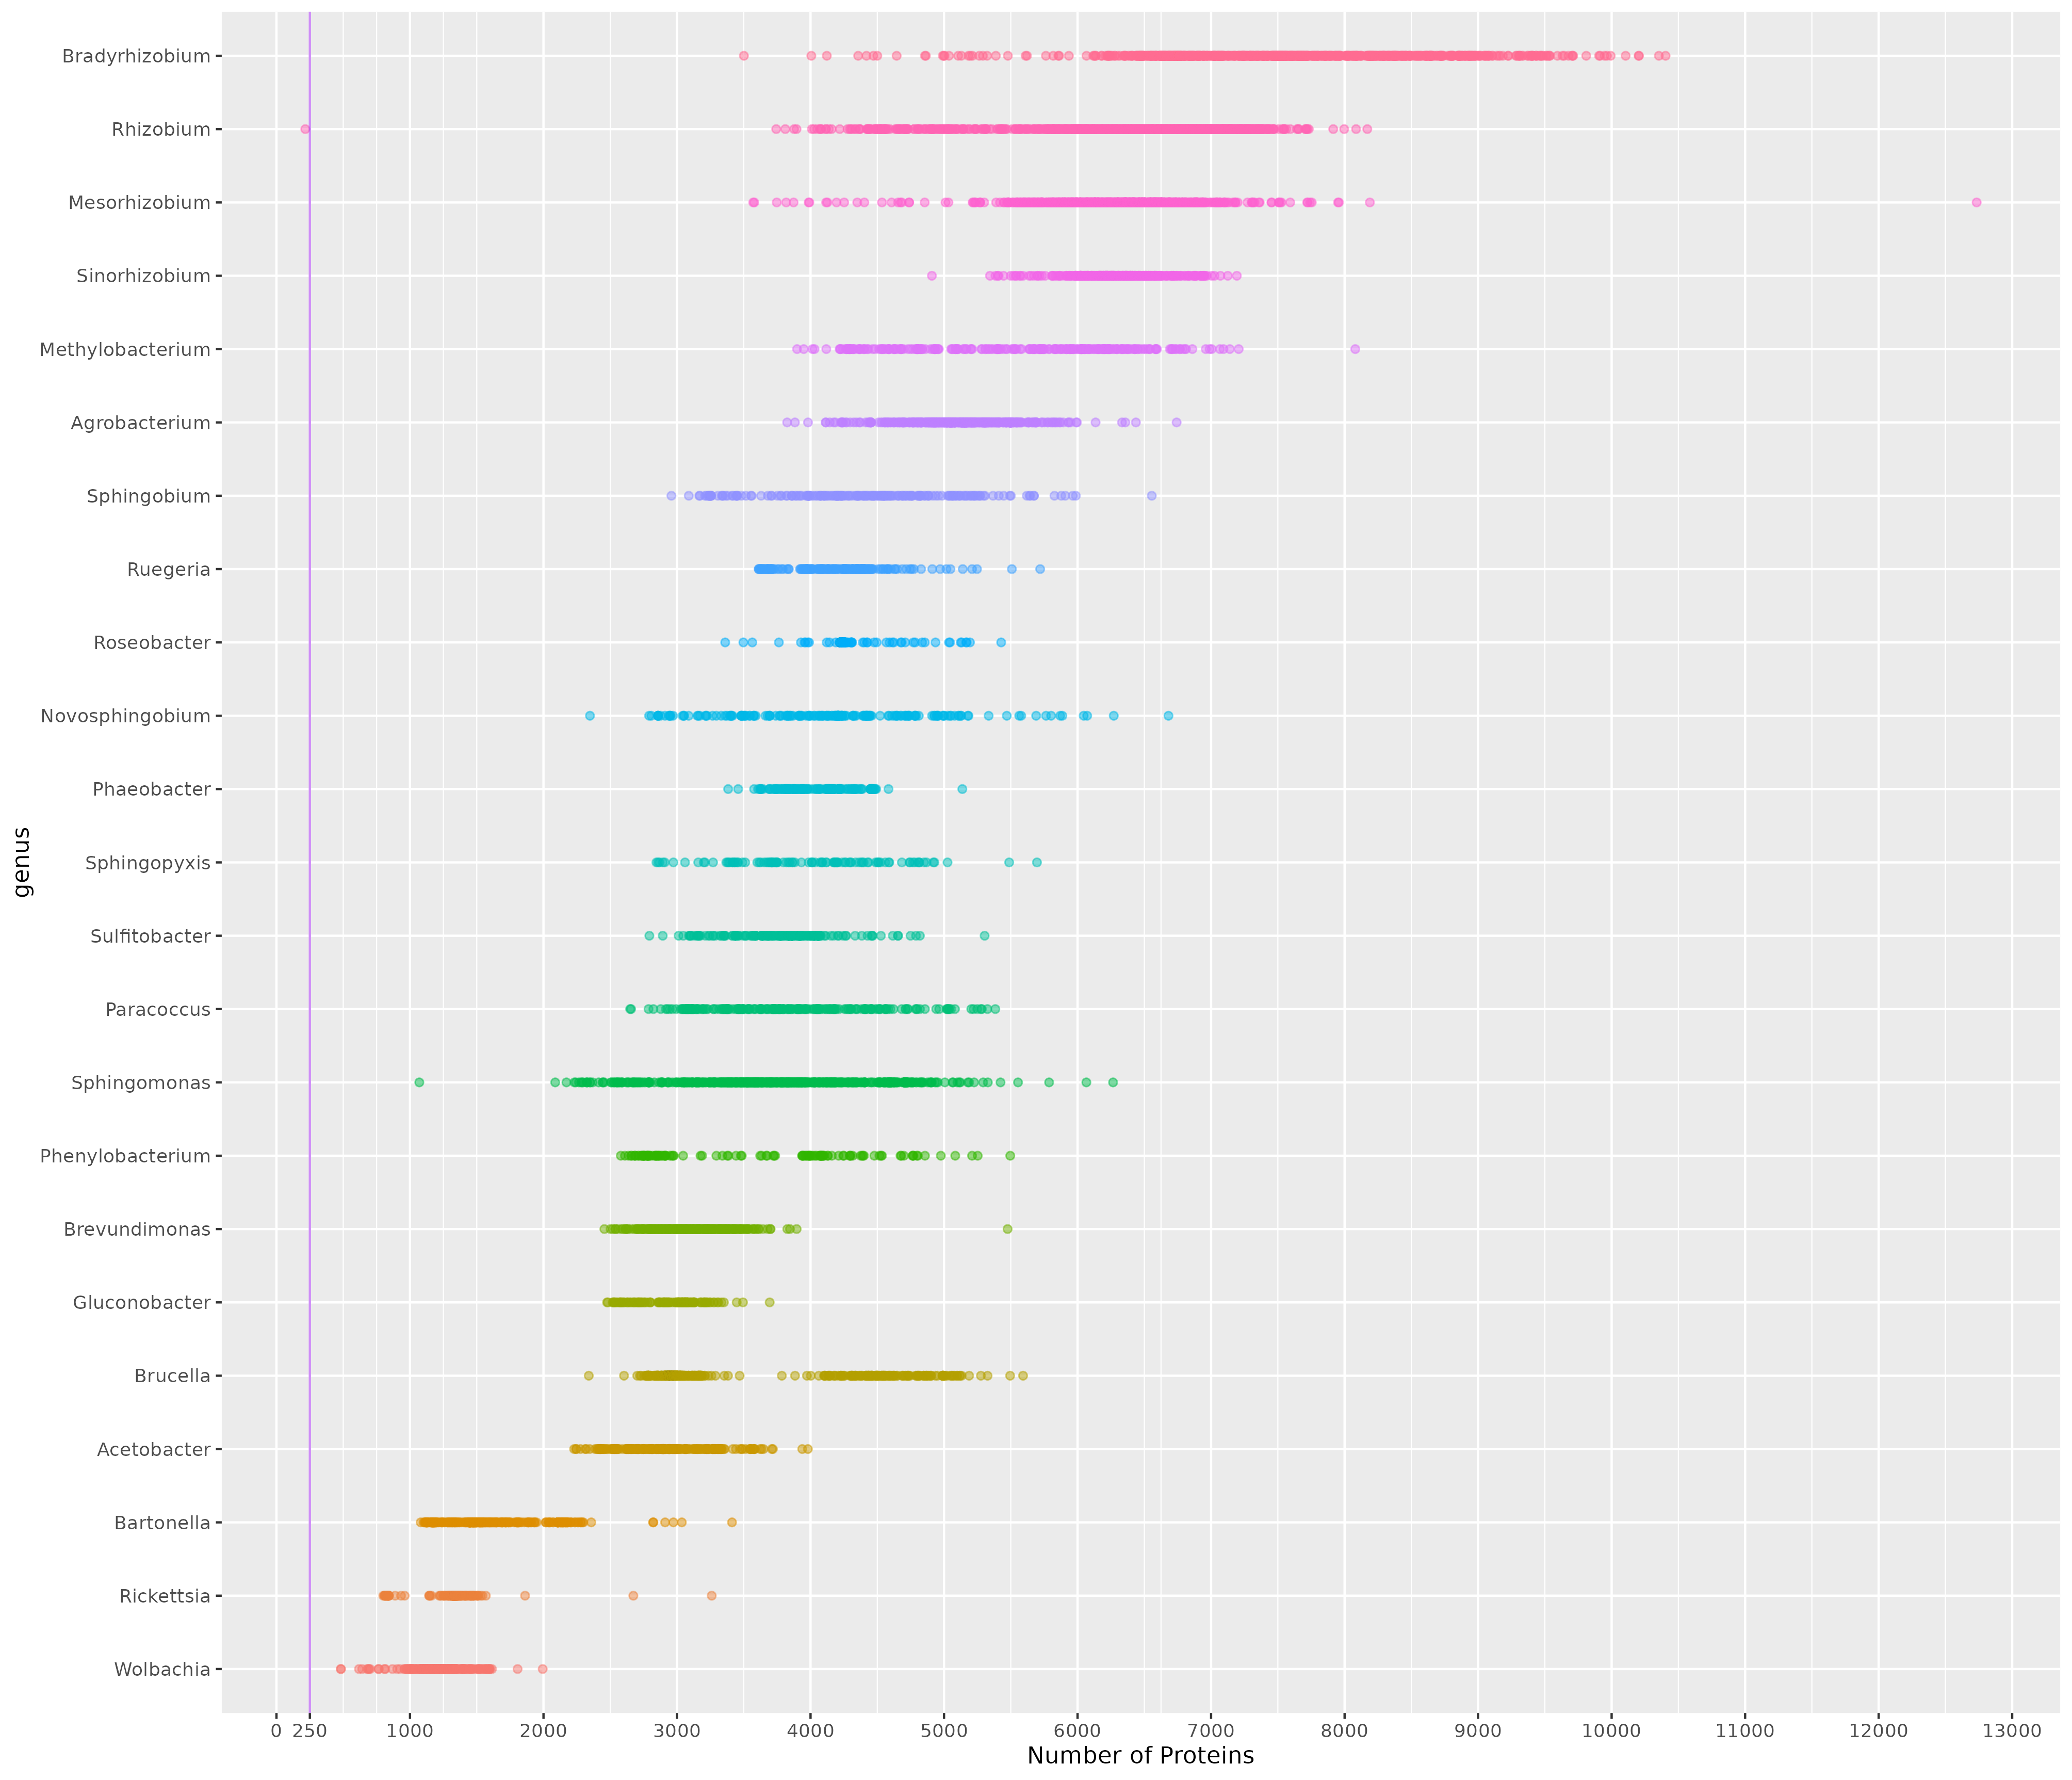 Bradyrhizobium
Rhizobium
Mesorhizobium
Sinorhizobium
Methylobacterium
Agrobacterium
Sphingobium
Ruegeria
Roseobacter
Novosphingobium
Phaeobacter
genus
Sphingopyxis
Sulfitobacter
Paracoccus
Sphingomonas
Phenylobacterium
Brevundimonas
Gluconobacter
Brucella
Acetobacter
Bartonella
Rickettsia
Wolbachia
0 250 1000 2000 3000 4000 5000 6000 7000 8000 9000 10000 11000 12000 13000
Number of Proteins